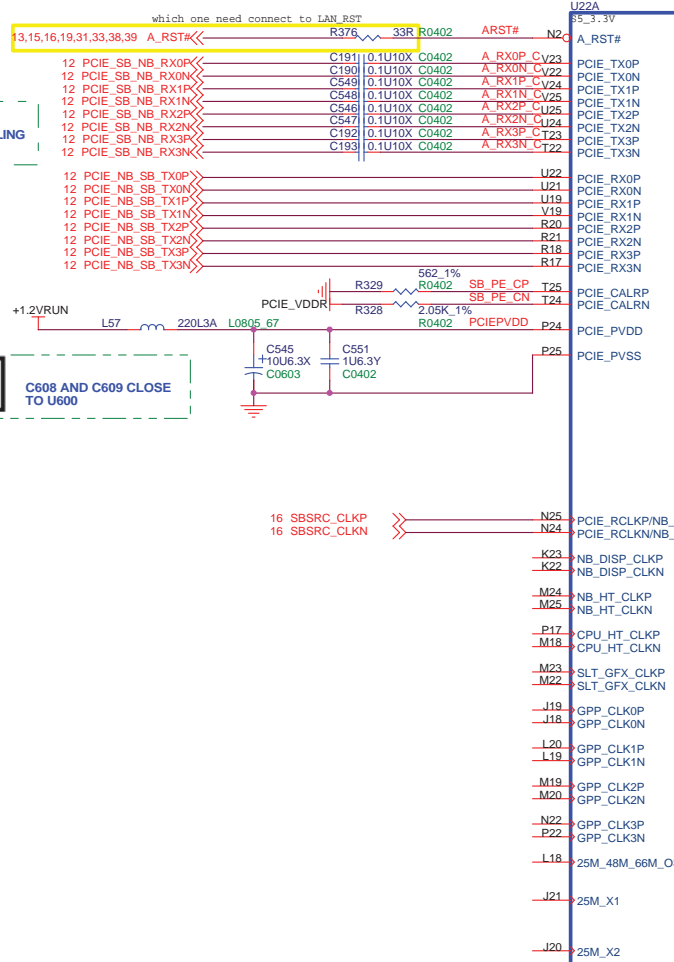 U22A
which one need connect to LAN_RST S5_3.3V
13,15,16,19,31,33,38,39 A_RST# R376 33R R0402 ARST# N2 A_RST#
12 PCIE_SB_NB_RX0P C191 0.1U10X C0402 A_RX0P_C V23 PCIE_TX0P
12 PCIE_SB_NB_RX0N C190 0.1U10X C0402 A_RX0N_C V22 PCIE_TX0N
12 PCIE_SB_NB_RX1P C549 0.1U10X C0402 A_RX1P_C V24 PCIE_TX1P
12 PCIE_SB_NB_RX1N C548 0.1U10X C0402 A_RX1N_C V25 PCIE_TX1N
12 PCIE_SB_NB_RX2P C546 0.1U10X C0402 A_RX2P_C U25 PCIE_TX2P
12 PCIE_SB_NB_RX2N C547 0.1U10X C0402 A_RX2N_C U24 PCIE_TX2N
12 PCIE_SB_NB_RX3P C192 0.1U10X C0402 A_RX3P_C T23 PCIE_TX3P
12 PCIE_SB_NB_RX3N C193 0.1U10X C0402 A_RX3N_C T22 PCIE_TX3N
LING
12 PCIE_NB_SB_TX0P U22 PCIE_RX0P
12 PCIE_NB_SB_TX0N U21 PCIE_RX0N
12 PCIE_NB_SB_TX1P U19 PCIE_RX1P
12 PCIE_NB_SB_TX1N V19 PCIE_RX1N
12 PCIE_NB_SB_TX2P R20 PCIE_RX2P
12 PCIE_NB_SB_TX2N R21 PCIE_RX2N
12 PCIE_NB_SB_TX3P R18 PCIE_RX3P
12 PCIE_NB_SB_TX3N R17 PCIE_RX3N
562_1%
R329 R0402 SB_PE_CP T25 PCIE_CALRP
PCIE_VDDR R328 2.05K_1% SB_PE_CN T24 PCIE_CALRN
+1.2VRUN L57 220L3A L0805_67 R0402 PCIEPVDD P24 PCIE_PVDD
C545 C551 P25 PCIE_PVSS
+ 10U6.3X 1U6.3Y
C0603 C0402
C608 AND C609 CLOSE
TO U600
16 SBSRC_CLKP N25 PCIE_RCLKP/NB_
16 SBSRC_CLKN N24 PCIE_RCLKN/NB_
K23 NB_DISP_CLKP
K22 NB_DISP_CLKN
M24 NB_HT_CLKP
M25 NB_HT_CLKN
P17 CPU_HT_CLKP
M18 CPU_HT_CLKN
M23 SLT_GFX_CLKP
M22 SLT_GFX_CLKN
J19 GPP_CLK0P
J18 GPP_CLK0N
L20 GPP_CLK1P
L19 GPP_CLK1N
M19 GPP_CLK2P
M20 GPP_CLK2N
N22 GPP_CLK3P
P22 GPP_CLK3N
L18 25M_48M_66M_OS
J21 25M_X1
J20 25M_X2